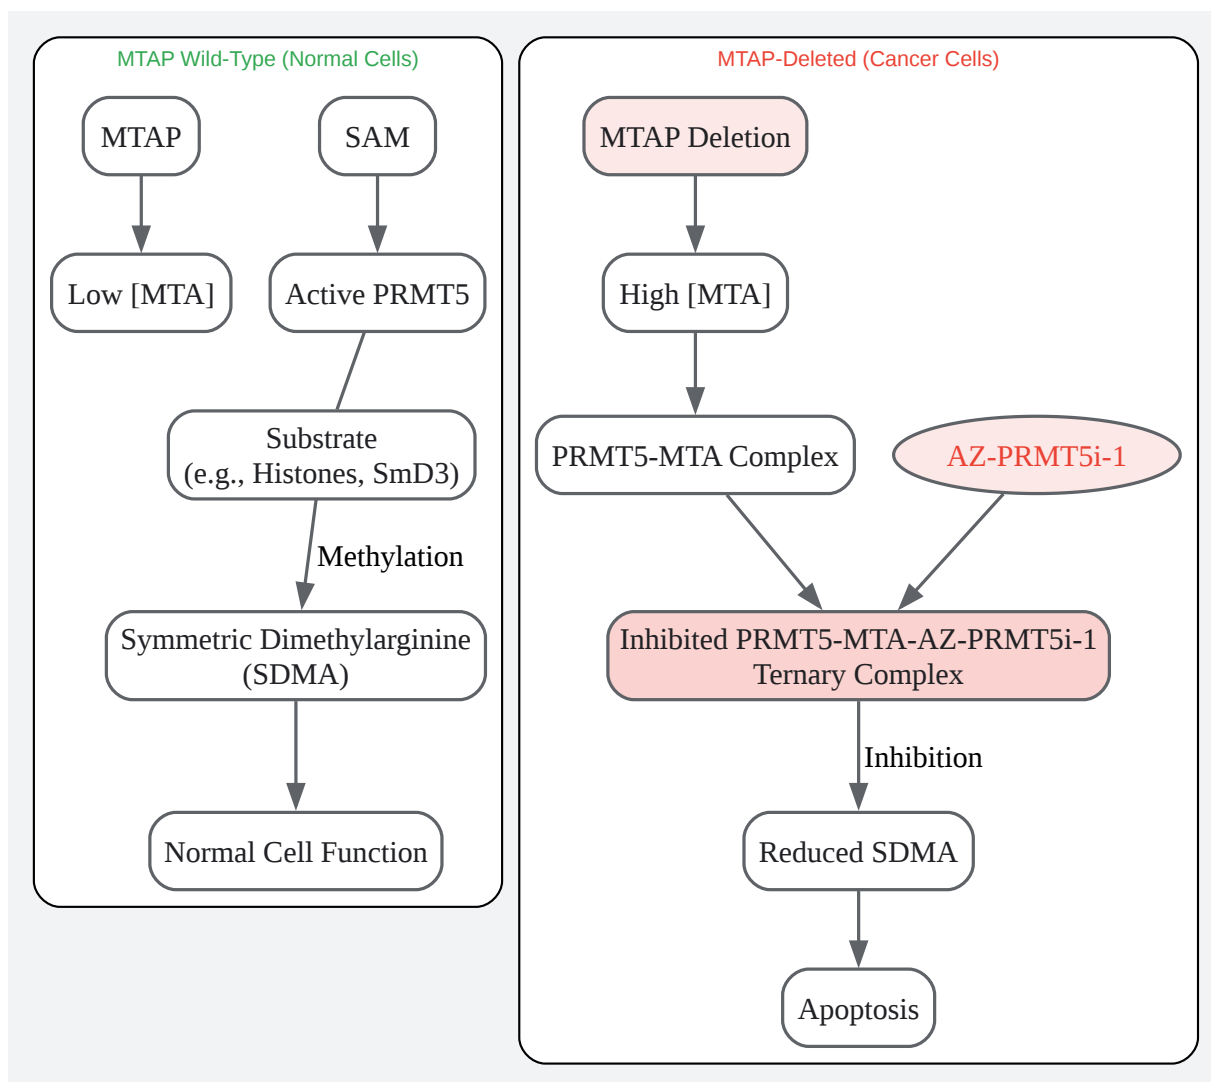 MTAP Wild-Type (Normal Cells)
MTAP
SAM
Low [MTA]
Active PRMT5
Substrate
(e.g., Histones, SmD3)
Methylation
Symmetric Dimethylarginine
(SDMA)
Normal Cell Function
MTAP-Deleted (Cancer Cells)
MTAP Deletion
High [MTA]
PRMT5-MTA Complex
AZ-PRMT5i-1
Inhibited PRMT5-MTA-AZ-PRMT5i-1
Ternary Complex
Inhibition
Reduced SDMA
Apoptosis